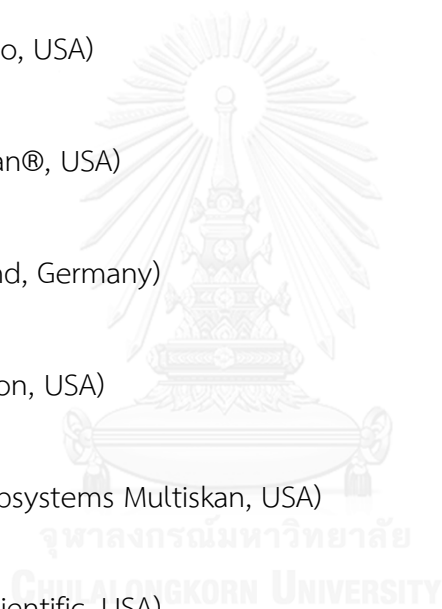 o, USA)
an®, USA)
nd, Germany)
on, USA)
osystems Multiskan, USA)
จุฬาลงกรณ์มหาวิทยาลัย
CHULALONGKORN UNIVERSITY
ientific, USA)